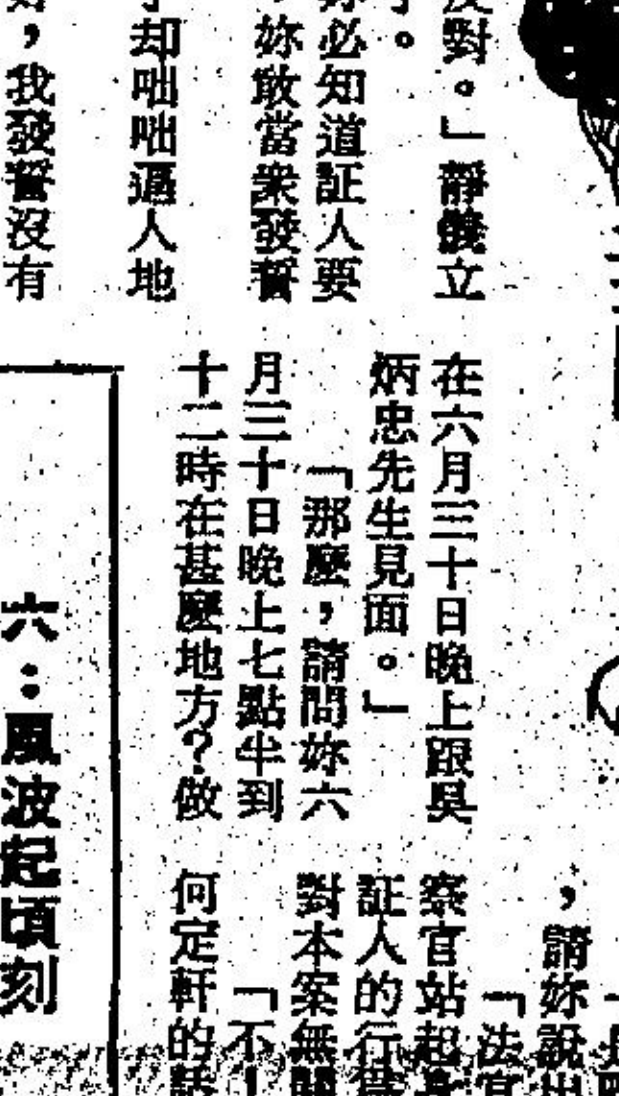 對。」靜儀立
。
必知道証人要
妳敢當衆發誓
却咄咄逼人地
，我發誓沒有
在六月三十日晚上跟吳
炳忠先生見面。」
「那麼，請問妳六
月三十日晚上七點半到
十二時在甚麼地方？做
，請妳說出
「法官
察官站起身
証人的行
對本案無關
「不！
何定軒的話
六：風波起頃刻